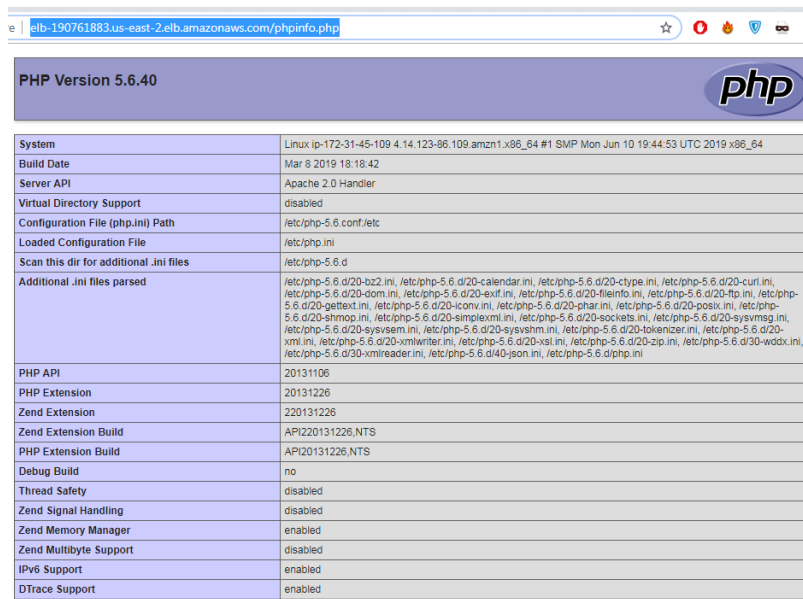 e | elb-190761883.us-east-2.elb.amazonaws.com/phpinfo.php
PHP Version 5.6.40
php
System Linux ip-172-31-45-109 4.14.123-86.109.amzn1.x86_64 #1 SMP Mon Jun 10 19:44:53 UTC 2019 x86_64
Build Date Mar 8 2019 18:18:42
Server API Apache 2.0 Handler
Virtual Directory Support disabled
Configuration File (php.ini) Path /etc/php-5.6.conf:/etc
Loaded Configuration File /etc/php.ini
Scan this dir for additional .ini files /etc/php-5.6.d
Additional .ini files parsed /etc/php-5.6.d/20-bz2.ini, /etc/php-5.6.d/20-calendar.ini, /etc/php-5.6.d/20-ctype.ini, /etc/php-5.6.d/20-curl.ini,
/etc/php-5.6.d/20-dom.ini, /etc/php-5.6.d/20-exif.ini, /etc/php-5.6.d/20-fileinfo.ini, /etc/php-5.6.d/20-ftp.ini, /etc/php-
5.6.d/20-gettext.ini, /etc/php-5.6.d/20-iconv.ini, /etc/php-5.6.d/20-phar.ini, /etc/php-5.6.d/20-posix.ini, /etc/php-
5.6.d/20-shmop.ini, /etc/php-5.6.d/20-simplexml.ini, /etc/php-5.6.d/20-sockets.ini, /etc/php-5.6.d/20-sysvmsg.ini,
/etc/php-5.6.d/20-sysvsem.ini, /etc/php-5.6.d/20-sysvshm.ini, /etc/php-5.6.d/20-tokenizer.ini, /etc/php-5.6.d/20-
xml.ini, /etc/php-5.6.d/20-xmlwriter.ini, /etc/php-5.6.d/20-xsl.ini, /etc/php-5.6.d/20-zip.ini, /etc/php-5.6.d/30-wddx.ini,
/etc/php-5.6.d/30-xmlreader.ini, /etc/php-5.6.d/40-json.ini, /etc/php-5.6.d/php.ini
PHP API 20131106
PHP Extension 20131226
Zend Extension 220131226
Zend Extension Build API220131226,NTS
PHP Extension Build API20131226,NTS
Debug Build no
Thread Safety disabled
Zend Signal Handling disabled
Zend Memory Manager enabled
Zend Multibyte Support disabled
IPv6 Support enabled
DTrace Support enabled